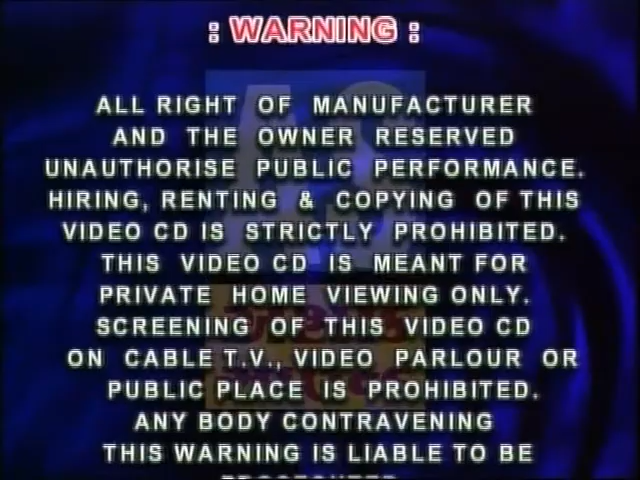 : WARNING :
ALL RIGHT OF MANUFACTURER
AND THE OWNER RESERVED
UNAUTHORISE PUBLIC PERFORMANCE.
HIRING, RENTING & COPYING OF THIS
VIDEO CD IS STRICTLY PROHIBITED.
THIS VIDEO CD IS MEANT FOR
PRIVATE HOME VIEWING ONLY.
SCREENING OF THIS VIDEO CD
ON CABLE T.V., VIDEO PARLOUR OR
PUBLIC PLACE IS PROHIBITED.
ANY BODY CONTRAVENING
THIS WARNING IS LIABLE TO BE